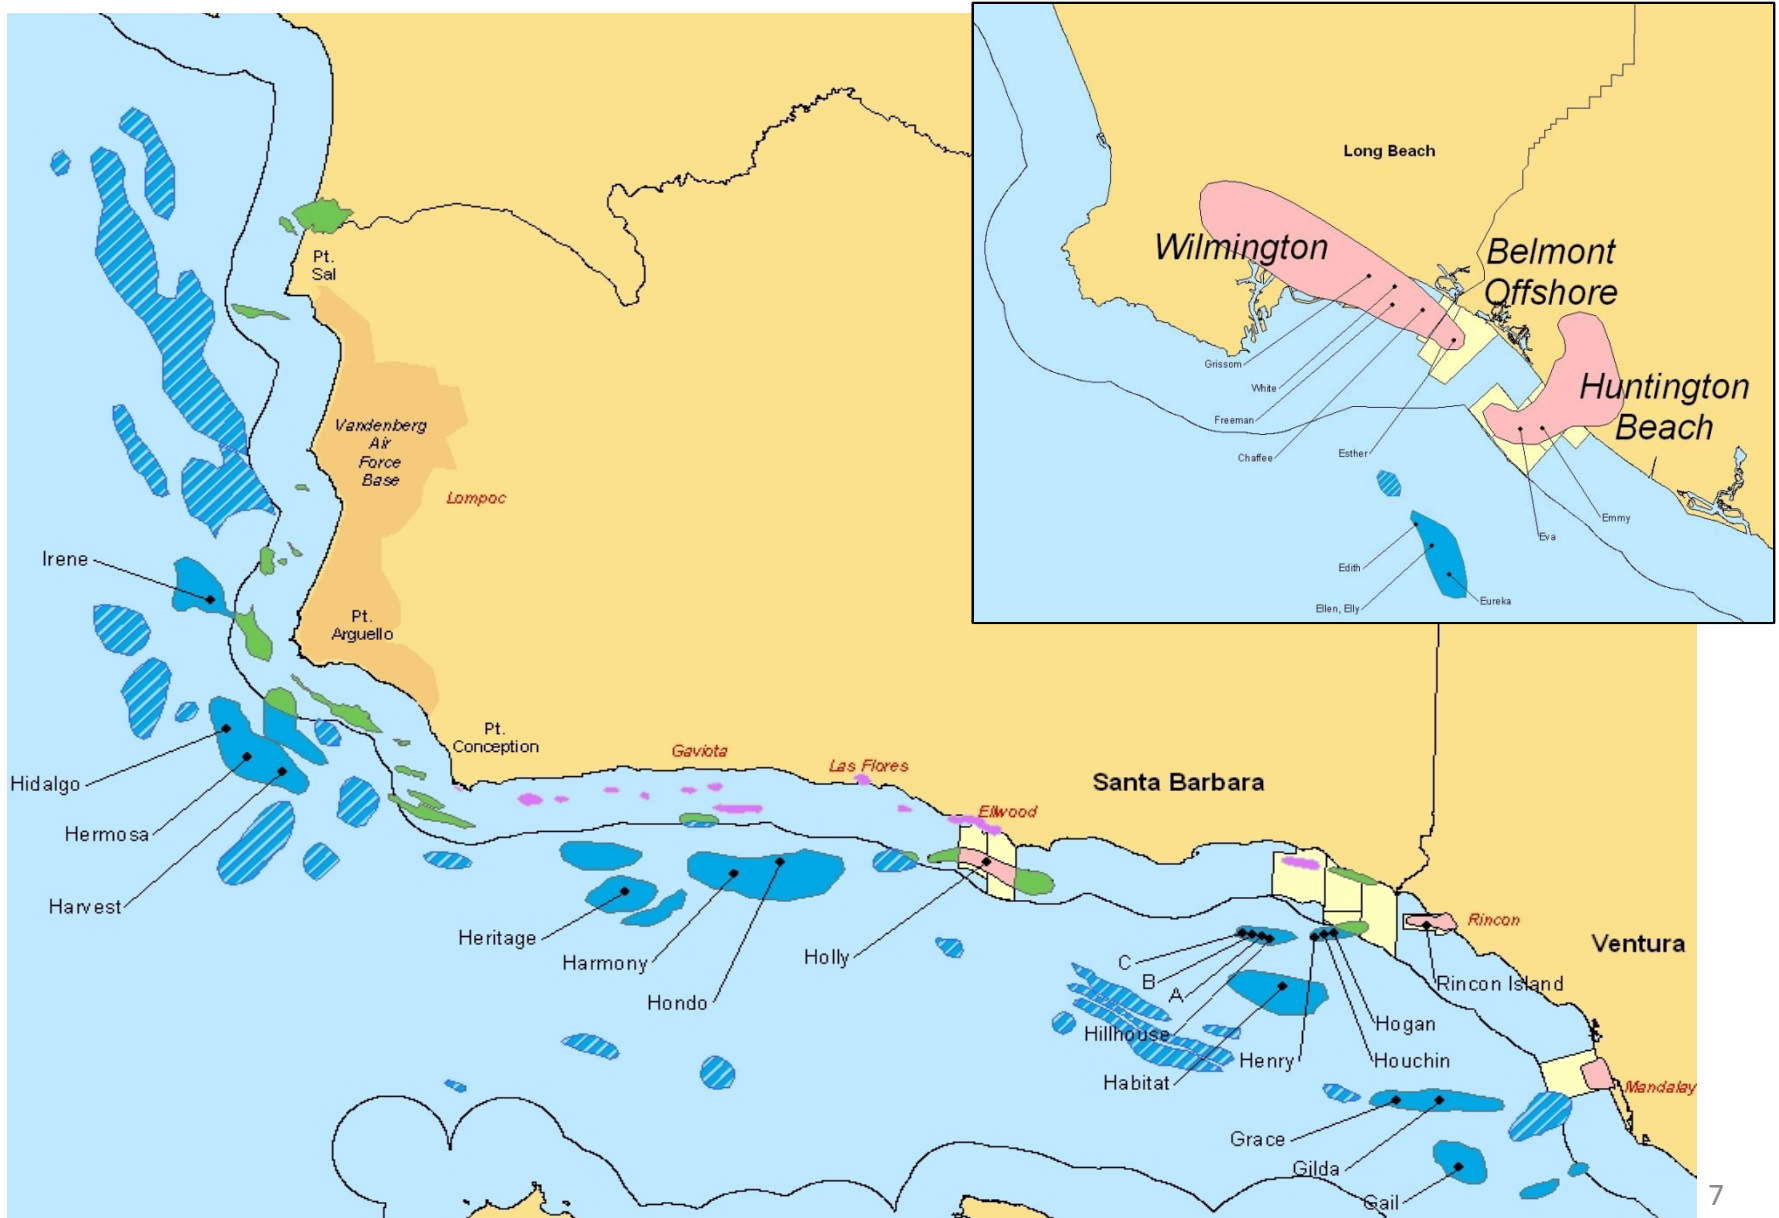 Long Beach
Wilmington
Belmont
Offshore
Huntington
Beach
Grissom
White
Freeman
Chaffee
Esther
Emmy
Eva
Edith
Ellen, Elly
Eureka
Pt.
Sal
Vandenberg
Air
Force
Base
Lompoc
Irene
Pt.
Arguello
Pt.
Conception
Gaviota
Las Flores
Ellwood
Santa Barbara
Hidalgo
Hermosa
Harvest
Heritage
Harmony
Hondo
Holly
C
B
A
Hillhouse
Habitat
Henry
Houchin
Hogan
Rincon
Rincon Island
Ventura
Mandalay
Grace
Gilda
Gail
7